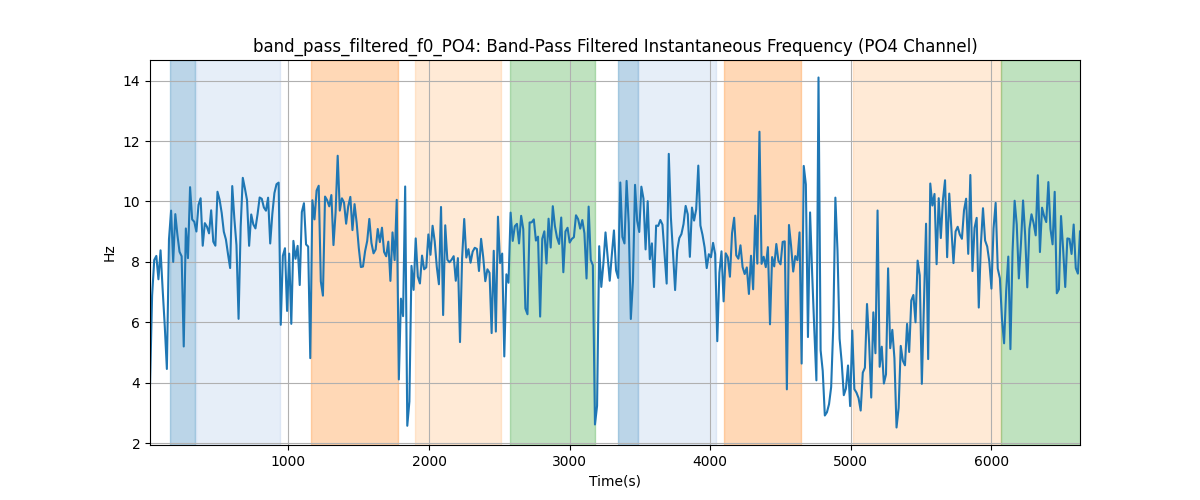 band_pass_filtered_f0_PO4: Band-Pass Filtered Instantaneous Frequency (PO4 Channel)
14
12
10
8
6
4
2
Hz
1000 2000 3000 4000 5000 6000
Time(s)